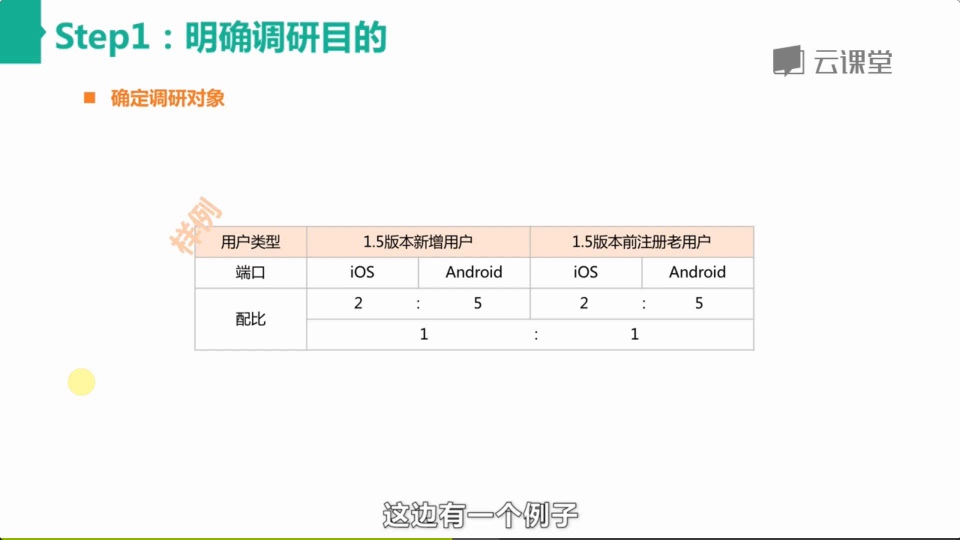 Step1：明确调研目的
云课堂
■ 确定调研对象
样例
用户类型 1.5版本新增用户 1.5版本前注册老用户
端口 iOS Android iOS Android
配比 2 : 5 2 : 5
1 : 1
这边有一个例子